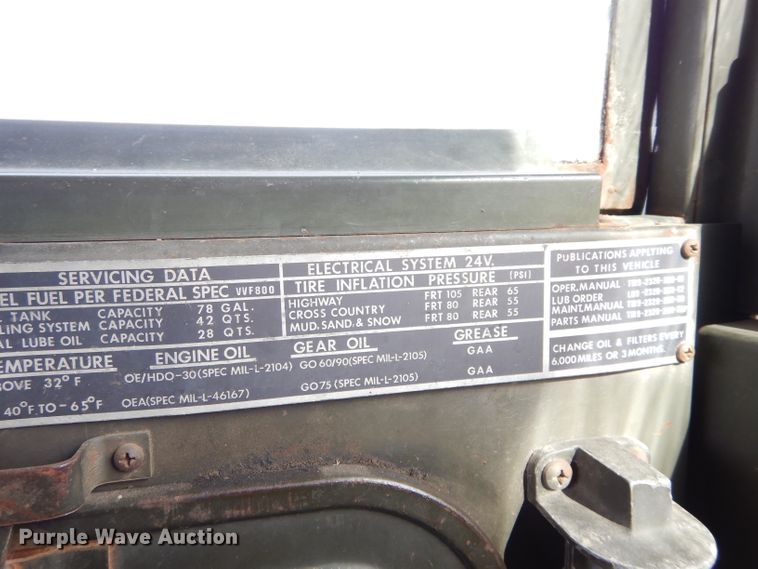 SERVICING DATA
EL FUEL PER FEDERAL SPEC VVF800
TANK CAPACITY 78 GAL.
LING SYSTEM CAPACITY 42 QTS.
AL LUBE OIL CAPACITY 28 QTS.
ELECTRICAL SYSTEM 24V.
TIRE INFLATION PRESSURE (PSI)
HIGHWAY FRT 105 REAR 65
CROSS COUNTRY FRT 80 REAR 55
MUD, SAND & SNOW FRT 80 REAR 55
PUBLICATIONS APPLYING
TO THIS VEHICLE
OPER. MANUAL
LUB ORDER
MAINT. MANUAL
PARTS MANUAL
EMPERATURE ENGINE OIL GEAR OIL GREASE
BOVE 32°F OE/HDO-30(SPEC MIL-L-2104) GO 60/90(SPEC MIL-L-2105) GAA
40°F TO -65°F OEA(SPEC MIL-L-46167) GO75 (SPEC MIL-L-2105) GAA
CHANGE OIL & FILTERS EVERY
6,000 MILES OR 3 MONTHS.
Purple Wave Auction